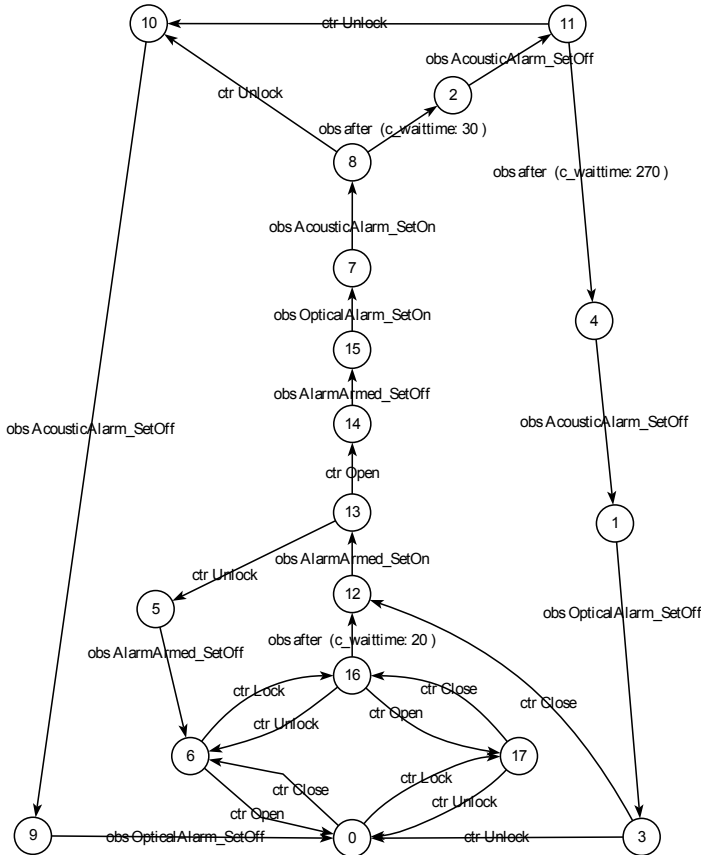 10
11
ctr Unlock
obs AcousticAlarm_SetOff
2
ctr Unlock
obs after (c_waittime: 30 )
8
obs after (c_waittime: 270 )
obs AcousticAlarm_SetOn
7
obs OpticalAlarm_SetOn
4
15
obs AlarmArmed_SetOff
14
obs AcousticAlarm_SetOff
obs AcousticAlarm_SetOff
ctr Open
13
1
obs AlarmArmed_SetOn
ctr Unlock
12
5
obs OpticalAlarm_SetOff
obs after (c_waittime: 20 )
obs AlarmArmed_SetOff
16
ctr Lock
ctr Close
ctr Close
ctr Unlock
ctr Open
6
17
ctr Close
ctr Lock
ctr Open
ctr Unlock
9
obs OpticalAlarm_SetOff
0
ctr Unlock
3